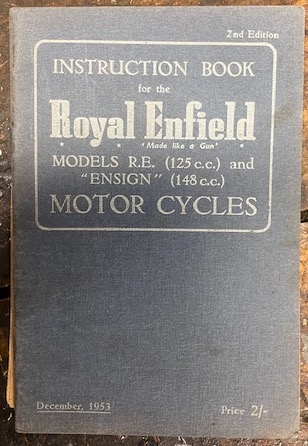 2nd Edition
INSTRUCTION BOOK
for the
Royal Enfield
'Made like a Gun'
MODELS R.E. (125 c.c.) and
"ENSIGN" (148 c.c.)
MOTOR CYCLES
December, 1953
Price 2/-